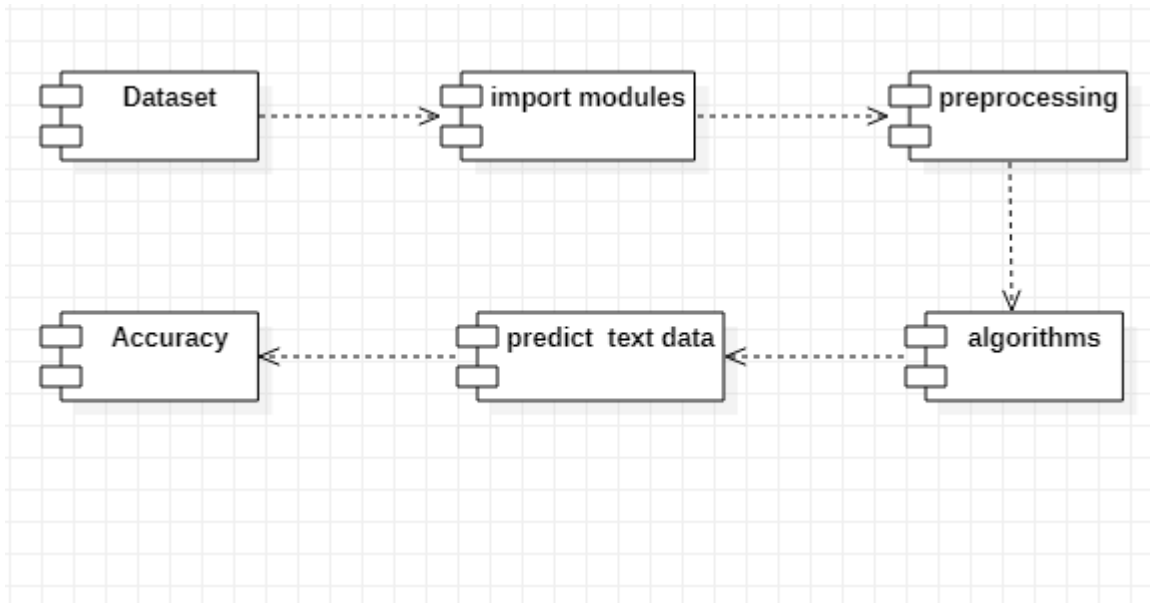 Dataset
import modules
preprocessing
algorithms
predict  text data
Accuracy